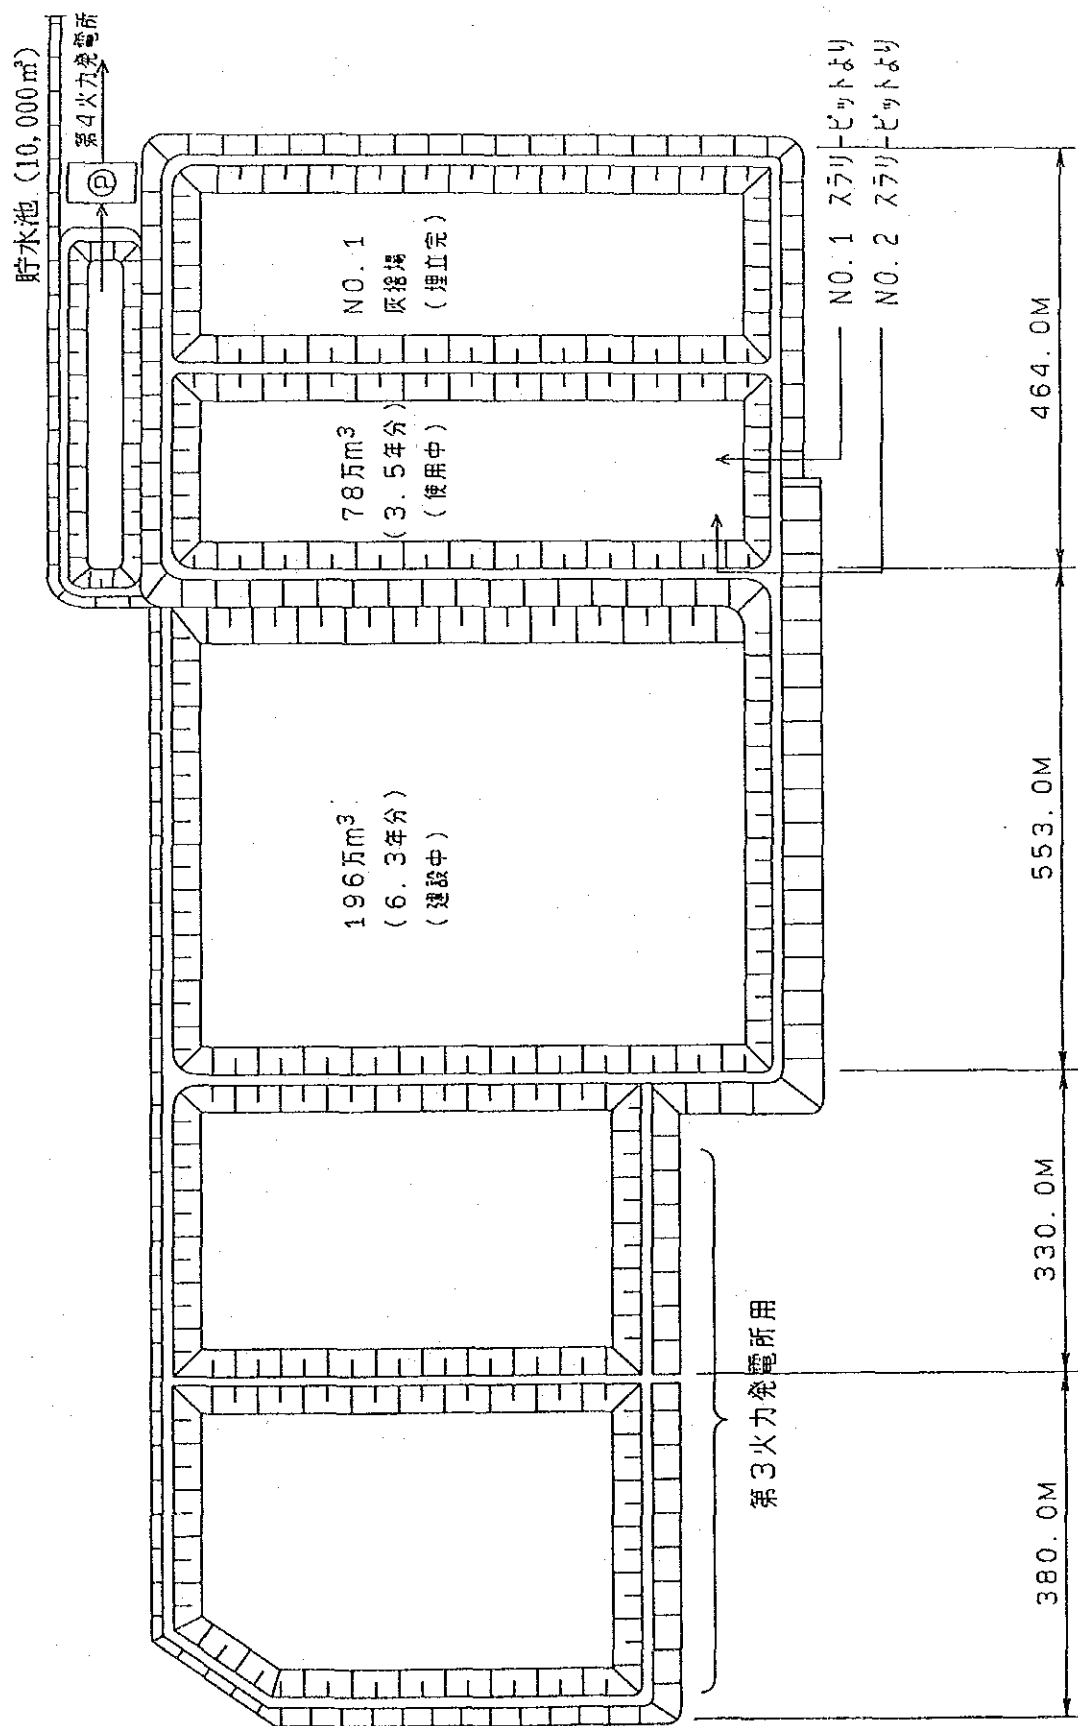 貯水池 (10,000m³)
第4火力発電所
P
NO. 1
灰捨場
(埋立完)
78万m³
(3.5年分)
(使用中)
196万m³
(6.3年分)
(建設中)
NO. 1 スラリーピットより
NO. 2 スラリーピットより
第3火力発電所用
380.0M
330.0M
553.0M
464.0M